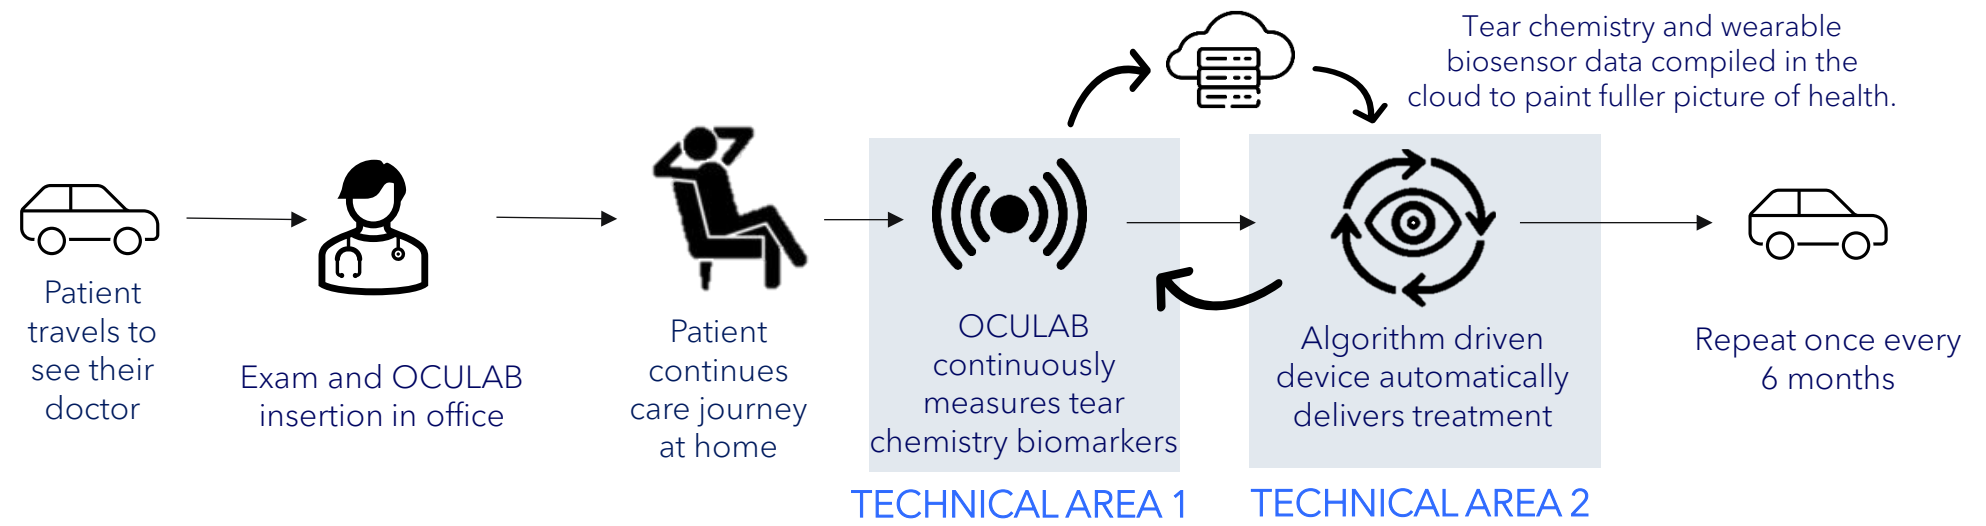 Tear chemistry and wearable
biosensor data compiled in the
cloud to paint fuller picture of health.
Patient
travels to
see their
doctor
Exam and OCULAB
insertion in office
Patient
continues
care journey
at home
OCULAB
continuously
measures tear
chemistry biomarkers
TECHNICAL AREA 1
Algorithm driven
device automatically
delivers treatment
TECHNICAL AREA 2
Repeat once every
6 months